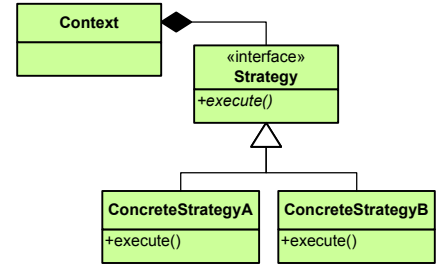 Context
«interface»
Strategy
+execute()
ConcreteStrategyA
+execute()
ConcreteStrategyB
+execute()